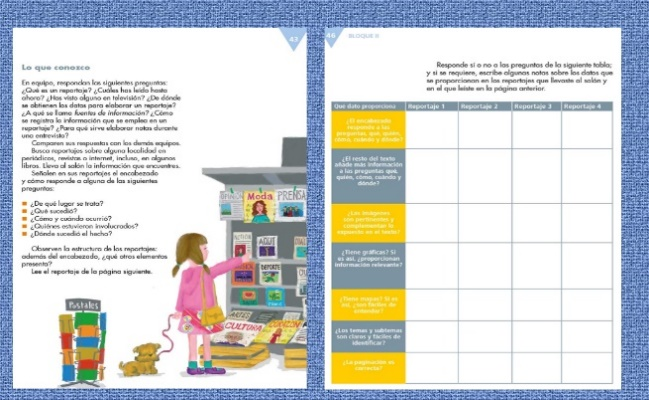 43
Lo que conozco
En equipo, respondan las siguientes preguntas:
¿Qué es un reportaje? ¿Cuáles has leído hasta
ahora? ¿Has visto alguno en televisión? ¿De dónde
se obtienen los datos para elaborar un reportaje?
¿A qué se llama fuentes de información? ¿Cómo
se registra la información que se emplea en un
reportaje? ¿Para qué sirve elaborar notas durante
una entrevista?
Comparen sus respuestas con los demás equipos.
Busca reportajes sobre alguna localidad en
periódicos, revistas o internet, incluso, en algunos
libros. Lleva al salón la información que encuentres.
Señalen en sus reportajes el encabezado
y cómo responde a alguna de las siguientes
preguntas:
¿De qué lugar se trata?
¿Qué sucedió?
¿Cómo y cuándo ocurrió?
¿Quiénes estuvieron involucrados?
¿Dónde sucedió el hecho?
Observen la estructura de los reportajes:
además del encabezado, ¿qué otros elementos
presenta?
Lee el reportaje de la página siguiente.
Postales
Moda
PRENSA
DEPORTE
CULTURA
46
BLOQUE II
Responde sí o no a las preguntas de la siguiente tabla;
y si se requiere, escribe algunas notas sobre los datos que
se proporcionan en los reportajes que llevaste al salón y
en el que leíste en la página anterior.
Qué dato proporciona Reportaje 1 Reportaje 2 Reportaje 3 Reportaje 4
¿El encabezado
responde a las
preguntas qué, quién,
cómo, cuándo y dónde?
¿El resto del texto
añade más información
a las preguntas qué,
quién, cómo, cuándo y
dónde?
¿Las imágenes
son pertinentes y
complementan lo
expuesto en el texto?
¿Tiene gráficas? Si
es así, ¿proporcionan
información relevante?
¿Tiene mapas? Si es
así, ¿son fáciles de
entender?
¿Los temas y subtemas
son claros y fáciles de
identificar?
¿La paginación es
correcta?